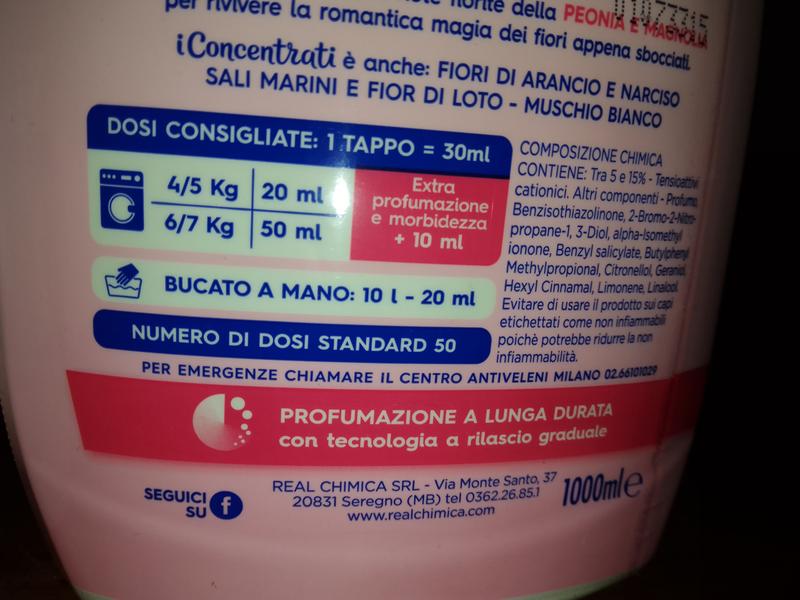 fiorite della PEONIA E MAGNOLIA
per rivivere la romantica magia dei fiori appena sbocciati.
iConcentrati è anche: FIORI DI ARANCIO E NARCISO
SALI MARINI E FIOR DI LOTO - MUSCHIO BIANCO
DOSI CONSIGLIATE: 1 TAPPO = 30ml
4/5 Kg 20 ml
6/7 Kg 50 ml
Extra
profumazione
e morbidezza
+ 10 ml
BUCATO A MANO: 10 l - 20 ml
NUMERO DI DOSI STANDARD 50
COMPOSIZIONE CHIMICA
CONTIENE: Tra 5 e 15% - Tensioattivi
cationici. Altri componenti - Profumo,
Benzisothiazolinone, 2-Bromo-2-Nitro-
propane-1, 3-Diol, alpha-Isomethyl
ionone, Benzyl salicylate, Butylphenyl
Methylpropional, Citronellol, Geraniol,
Hexyl Cinnamal, Limonene, Linalool.
Evitare di usare il prodotto sui capi
etichettati come non infiammabili
poichè potrebbe ridurre la non
infiammabilità.
PER EMERGENZE CHIAMARE IL CENTRO ANTIVELENI MILANO 02.66101029
PROFUMAZIONE A LUNGA DURATA
con tecnologia a rilascio graduale
SEGUICI
SU f
REAL CHIMICA SRL - Via Monte Santo, 37
20831 Seregno (MB) tel 0362.26.85.1
www.realchimica.com
1000ml e